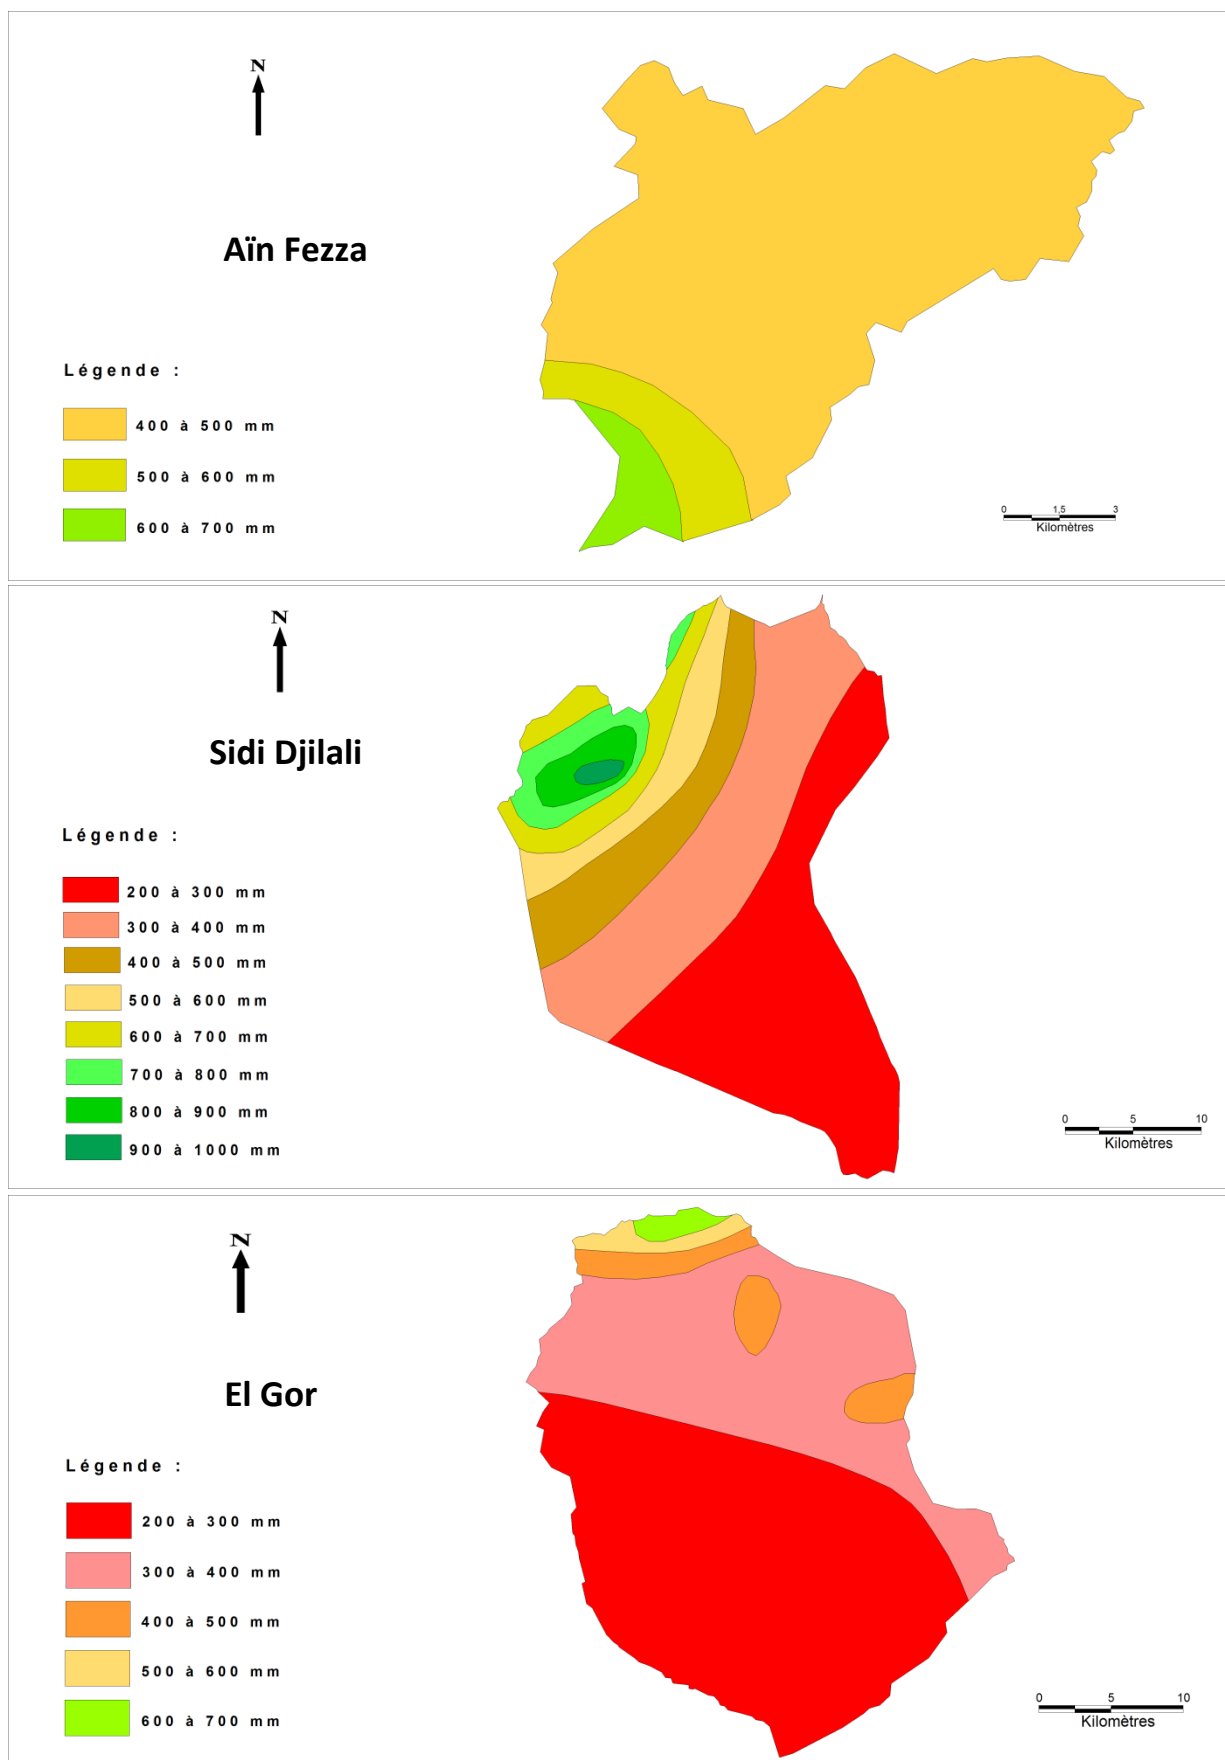 N
Aïn Fezza
Légende :
400 à 500 mm
500 à 600 mm
600 à 700 mm
0 1,5 3
Kilomètres
N
Sidi Djilali
Légende :
200 à 300 mm
300 à 400 mm
400 à 500 mm
500 à 600 mm
600 à 700 mm
700 à 800 mm
800 à 900 mm
900 à 1000 mm
0 5 10
Kilomètres
N
El Gor
Légende :
200 à 300 mm
300 à 400 mm
400 à 500 mm
500 à 600 mm
600 à 700 mm
0 5 10
Kilomètres